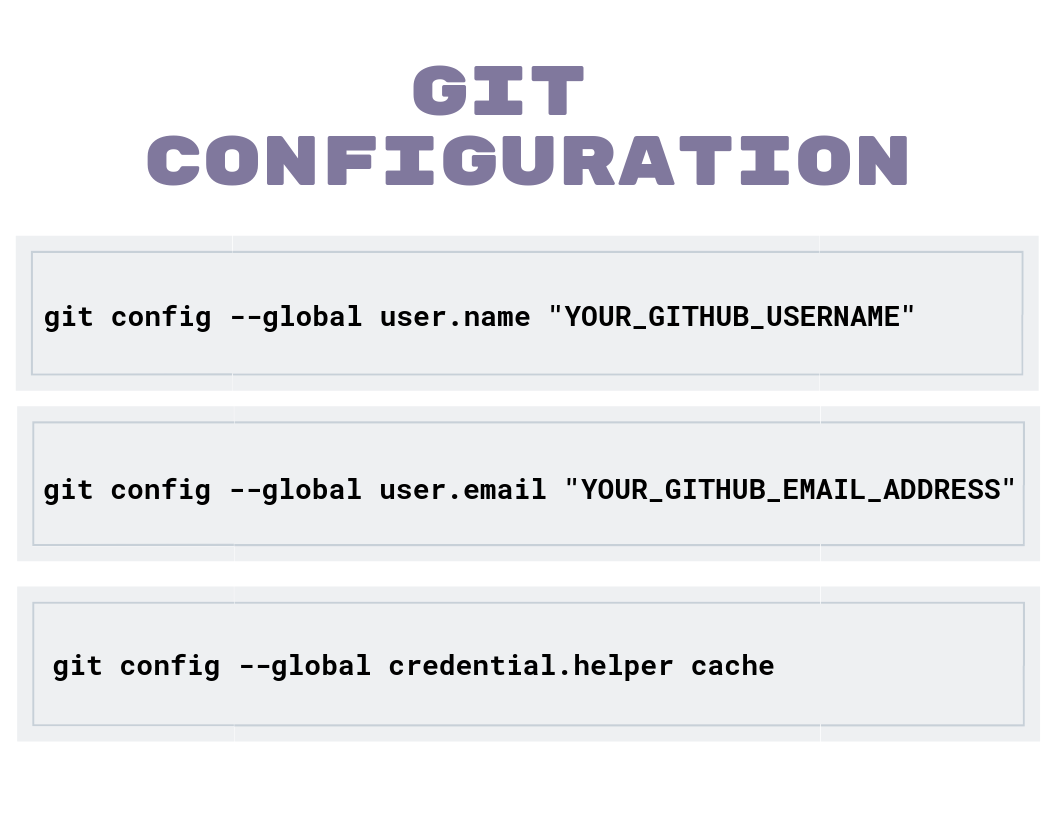 GIT
CONFIGURATION
git config --global user.name "YOUR_GITHUB_USERNAME"
git config --global user.email "YOUR_GITHUB_EMAIL_ADDRESS"
git config --global credential.helper cache